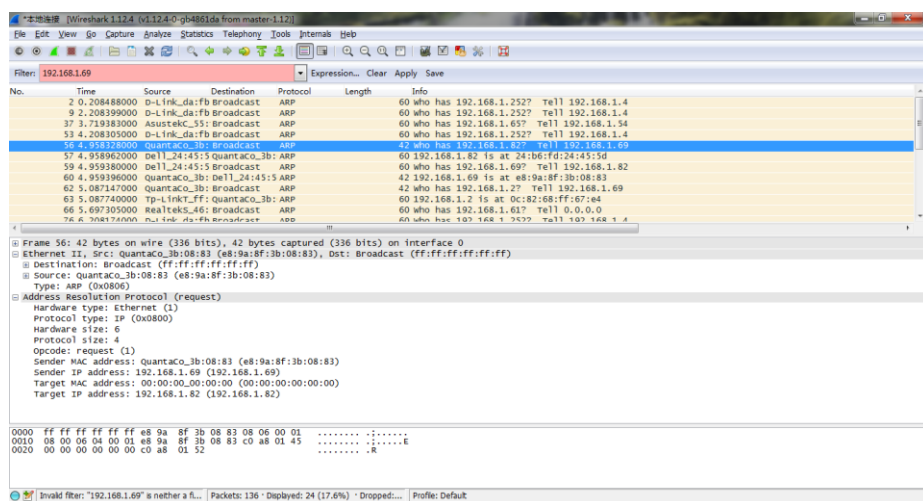 *本地连接 [Wireshark 1.12.4 (v1.12.4-0-gb4861da from master-1.12)]
File Edit View Go Capture Analyze Statistics Telephony Tools Internals Help
Filter: 192.168.1.69 Expression... Clear Apply Save
No. Time Source Destination Protocol Length Info
2 0.208488000 D-Link_da:fb Broadcast ARP 60 who has 192.168.1.252? Tell 192.168.1.4
9 2.208399000 D-Link_da:fb Broadcast ARP 60 who has 192.168.1.252? Tell 192.168.1.4
37 3.719383000 AsustekC_55: Broadcast ARP 60 who has 192.168.1.65? Tell 192.168.1.54
53 4.208305000 D-Link_da:fb Broadcast ARP 60 who has 192.168.1.252? Tell 192.168.1.4
56 4.958328000 QuantaCo_3b: Broadcast ARP 42 who has 192.168.1.82? Tell 192.168.1.69
57 4.958962000 Dell_24:45:5 QuantaCo_3b: ARP 60 192.168.1.82 is at 24:b6:fd:24:45:5d
59 4.959380000 Dell_24:45:5 Broadcast ARP 60 who has 192.168.1.69? Tell 192.168.1.82
60 4.959396000 QuantaCo_3b: Dell_24:45:5 ARP 42 192.168.1.69 is at e8:9a:8f:3b:08:83
62 5.087147000 QuantaCo_3b: Broadcast ARP 42 who has 192.168.1.2? Tell 192.168.1.69
63 5.087740000 Tp-LinkT_ff: QuantaCo_3b: ARP 60 192.168.1.2 is at 0c:82:68:ff:67:e4
66 5.697305000 RealtekS_46: Broadcast ARP 60 who has 192.168.1.61? Tell 0.0.0.0
76 6.208174000 D-Link_da:fb Broadcast ARP 60 who has 192.168.1.252? Tell 192.168.1.4
Frame 56: 42 bytes on wire (336 bits), 42 bytes captured (336 bits) on interface 0
Ethernet II, Src: QuantaCo_3b:08:83 (e8:9a:8f:3b:08:83), Dst: Broadcast (ff:ff:ff:ff:ff:ff)
Destination: Broadcast (ff:ff:ff:ff:ff:ff)
Source: QuantaCo_3b:08:83 (e8:9a:8f:3b:08:83)
Type: ARP (0x0806)
Address Resolution Protocol (request)
Hardware type: Ethernet (1)
Protocol type: IP (0x0800)
Hardware size: 6
Protocol size: 4
Opcode: request (1)
Sender MAC address: QuantaCo_3b:08:83 (e8:9a:8f:3b:08:83)
Sender IP address: 192.168.1.69 (192.168.1.69)
Target MAC address: 00:00:00_00:00:00 (00:00:00:00:00:00)
Target IP address: 192.168.1.82 (192.168.1.82)
0000 ff ff ff ff ff ff e8 9a 8f 3b 08 83 08 06 00 01 ........ .;......
0010 08 00 06 04 00 01 e8 9a 8f 3b 08 83 c0 a8 01 45 ........ .;.....E
0020 00 00 00 00 00 00 c0 a8 01 52 ........ .R
Invalid filter: "192.168.1.69" is neither a fi... Packets: 136 · Displayed: 24 (17.6%) · Dropped:... Profile: Default